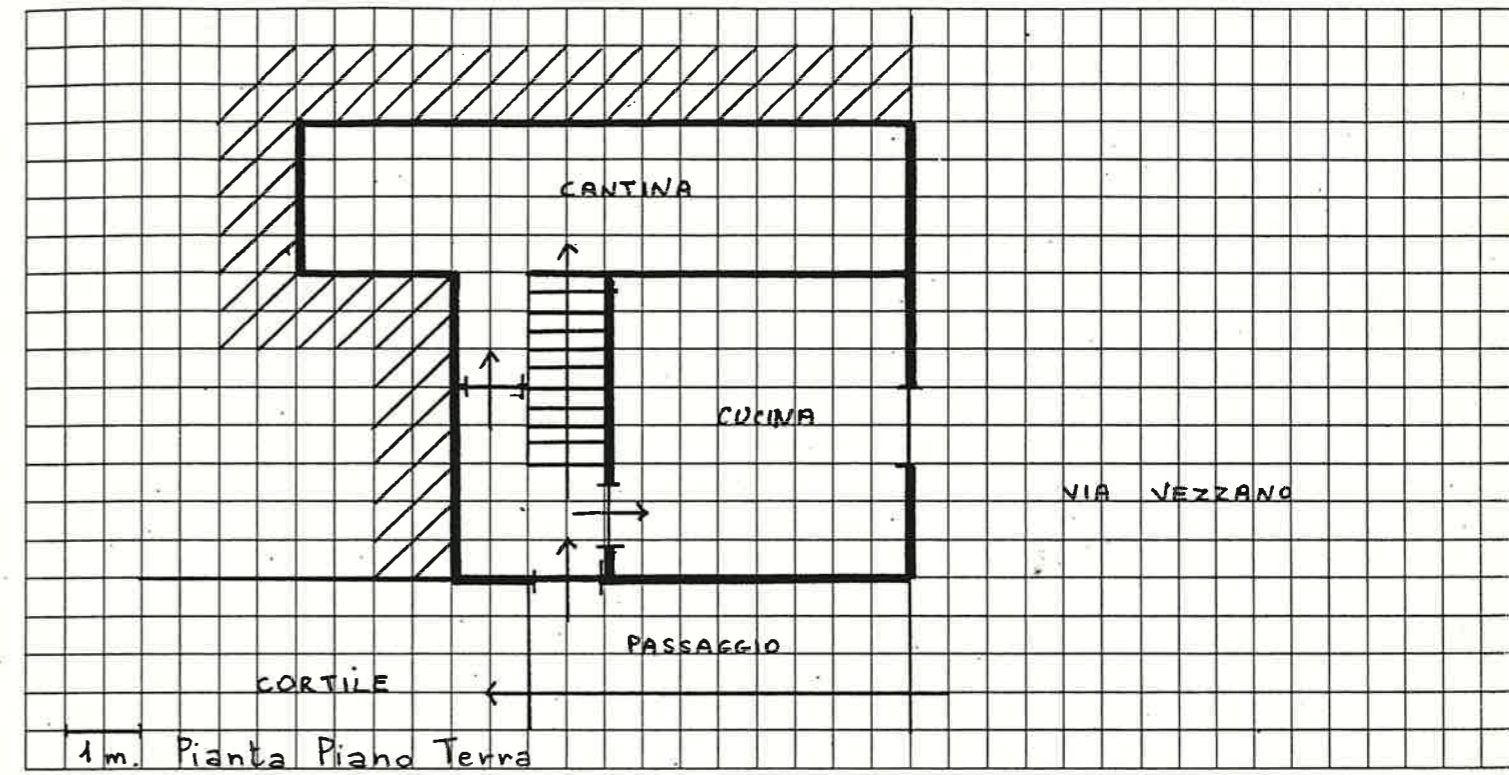 CANTINA
CUCINA
VIA VEZZANO
PASSAGGIO
CORTILE
1 m. Pianta Piano Terra